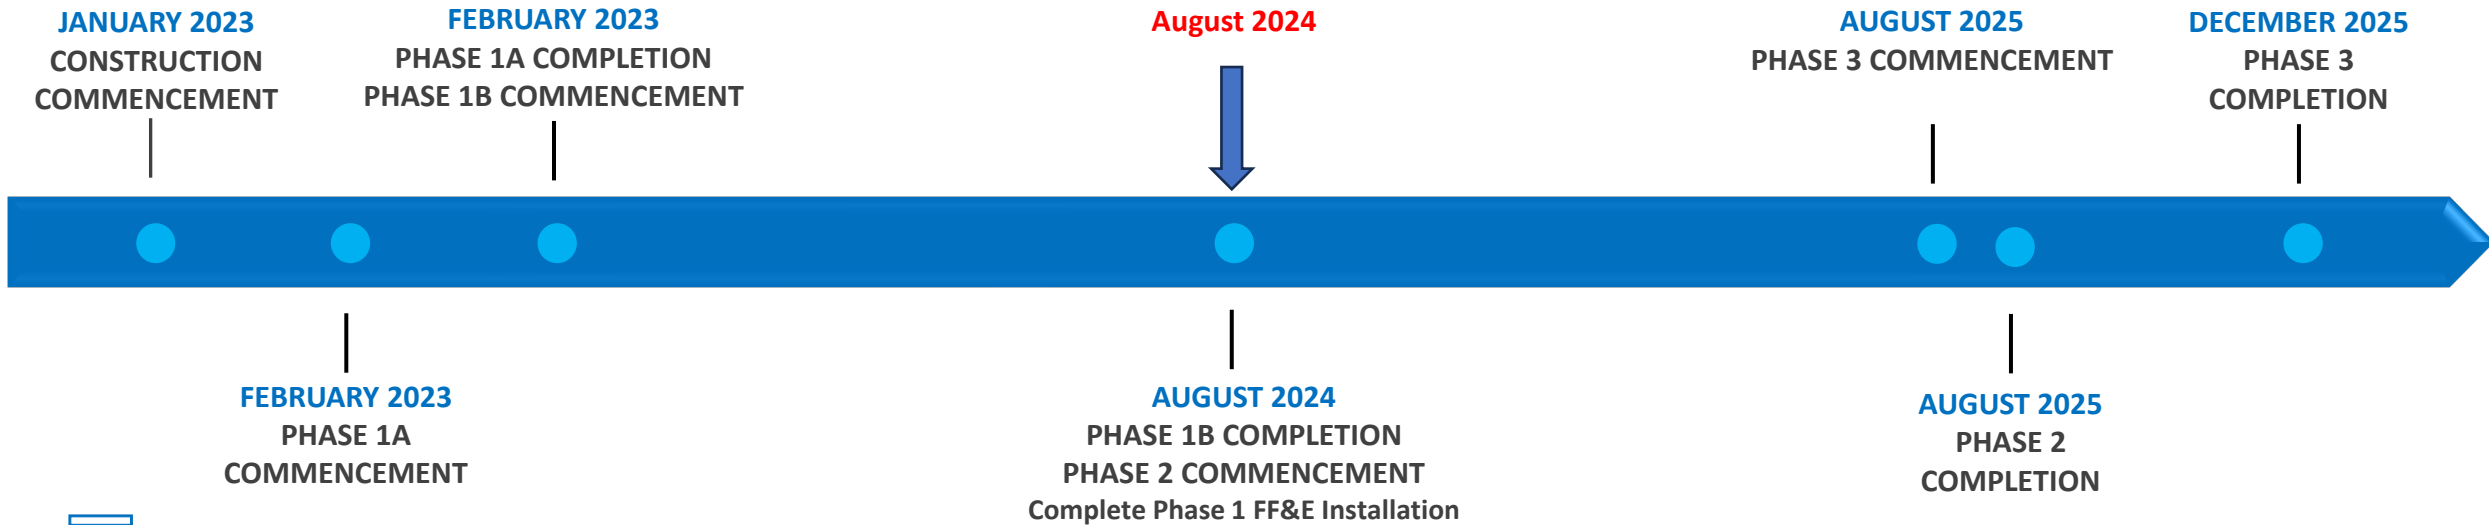 JANUARY 2023
CONSTRUCTION
COMMENCEMENT
FEBRUARY 2023
PHASE 1A COMPLETION
PHASE 1B COMMENCEMENT
August 2024
AUGUST 2025
PHASE 3 COMMENCEMENT
DECEMBER 2025
PHASE 3
COMPLETION
FEBRUARY 2023
PHASE 1A
COMMENCEMENT
AUGUST 2024
PHASE 1B COMPLETION
PHASE 2 COMMENCEMENT
Complete Phase 1 FF&E Installation
AUGUST 2025
PHASE 2
COMPLETION